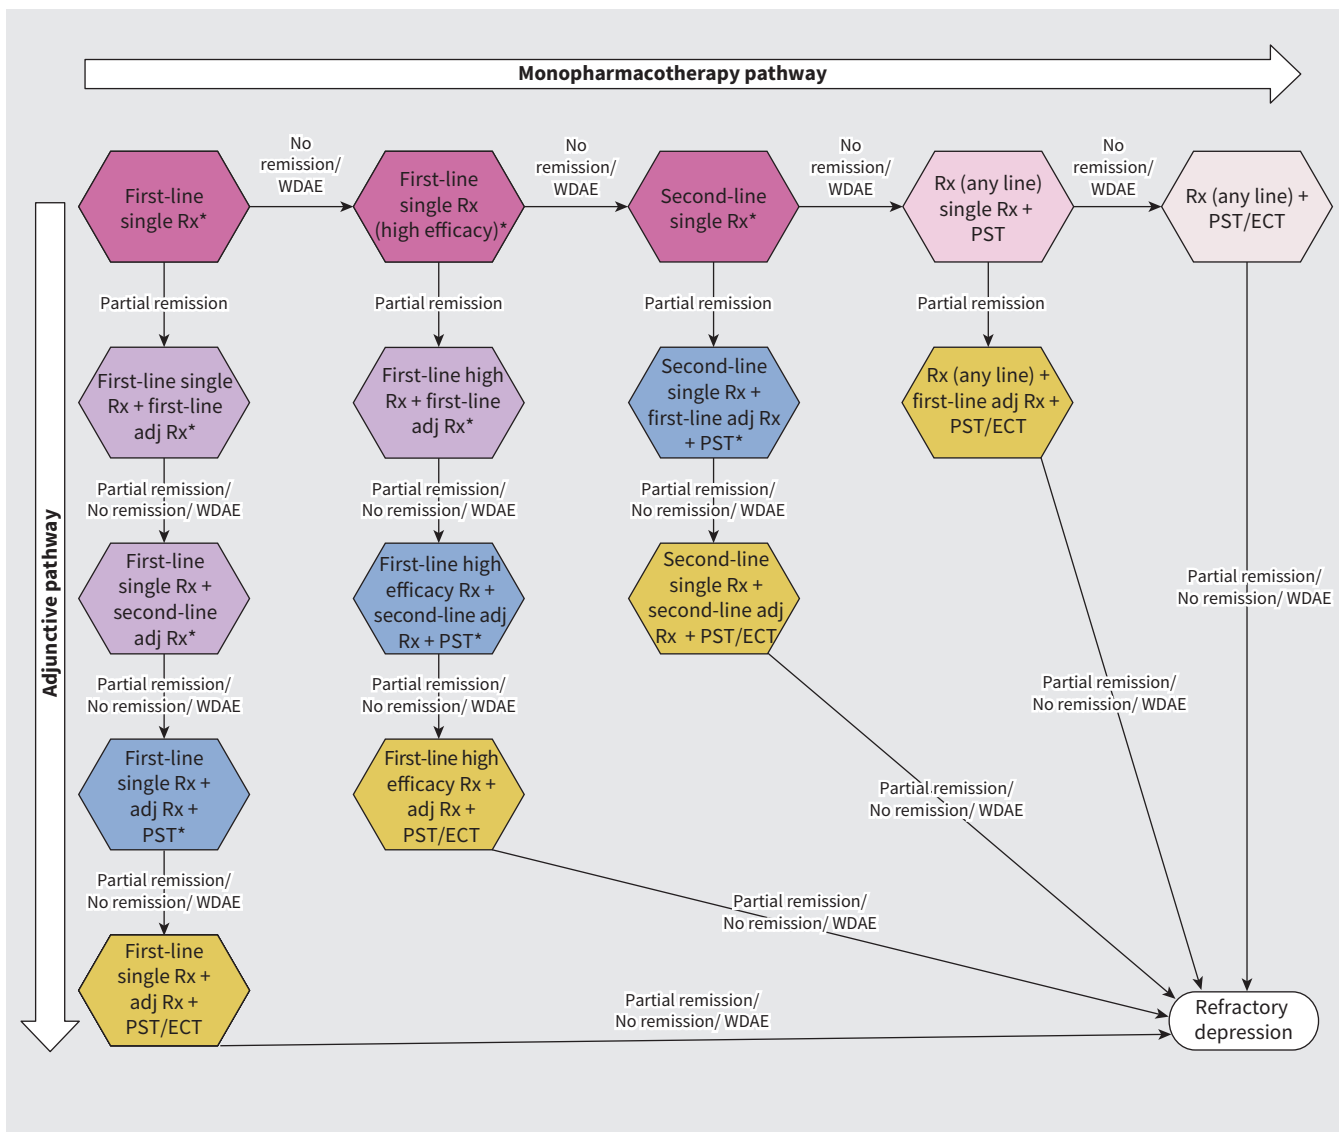 Monopharmacotherapy pathway
No
remission/
WDAE
No
remission/
WDAE
No
remission/
WDAE
No
remission/
WDAE
First-line
single Rx*
First-line
single Rx
(high efficacy)*
Second-line
single Rx*
Rx (any line)
single Rx +
PST
Rx (any line) +
PST/ECT
Partial remission
Partial remission
Partial remission
Partial remission
First-line single
Rx + first-line
adj Rx*
First-line high
Rx + first-line
adj Rx*
Second-line
single Rx +
first-line adj Rx
+ PST*
Rx (any line) +
first-line adj Rx +
PST/ECT
Partial remission/
No remission/ WDAE
Partial remission/
No remission/ WDAE
Partial remission/
No remission/ WDAE
Adjunctive pathway
First-line
single Rx +
second-line
adj Rx*
First-line high
efficacy Rx +
second-line adj
Rx + PST*
Second-line
single Rx +
second-line adj
Rx + PST/ECT
Partial remission/
No remission/ WDAE
Partial remission/
No remission/ WDAE
Partial remission/
No remission/ WDAE
Partial remission/
No remission/ WDAE
First-line
single Rx +
adj Rx +
PST*
First-line high
efficacy Rx +
adj Rx +
PST/ECT
Partial remission/
No remission/ WDAE
Partial remission/
No remission/ WDAE
Partial remission/
No remission/ WDAE
First-line
single Rx +
adj Rx +
PST/ECT
Partial remission/
No remission/ WDAE
Refractory
depression